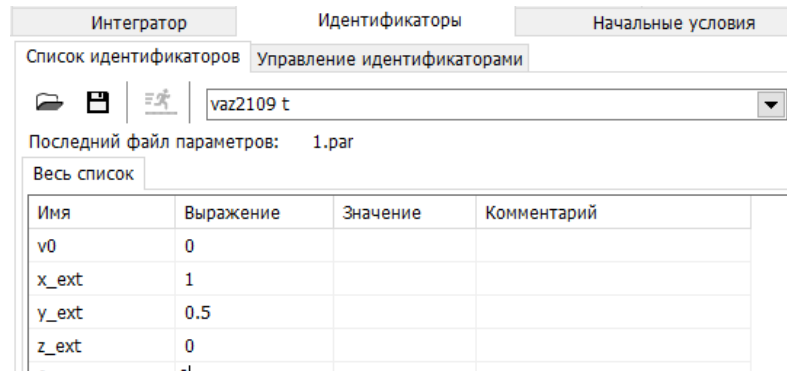 Интегратор Идентификаторы Начальные условия
Список идентификаторов Управление идентификаторами
vaz2109 t
Последний файл параметров: 1.par
Весь список
Имя Выражение Значение Комментарий
v0 0
x_ext 1
y_ext 0.5
z_ext 0